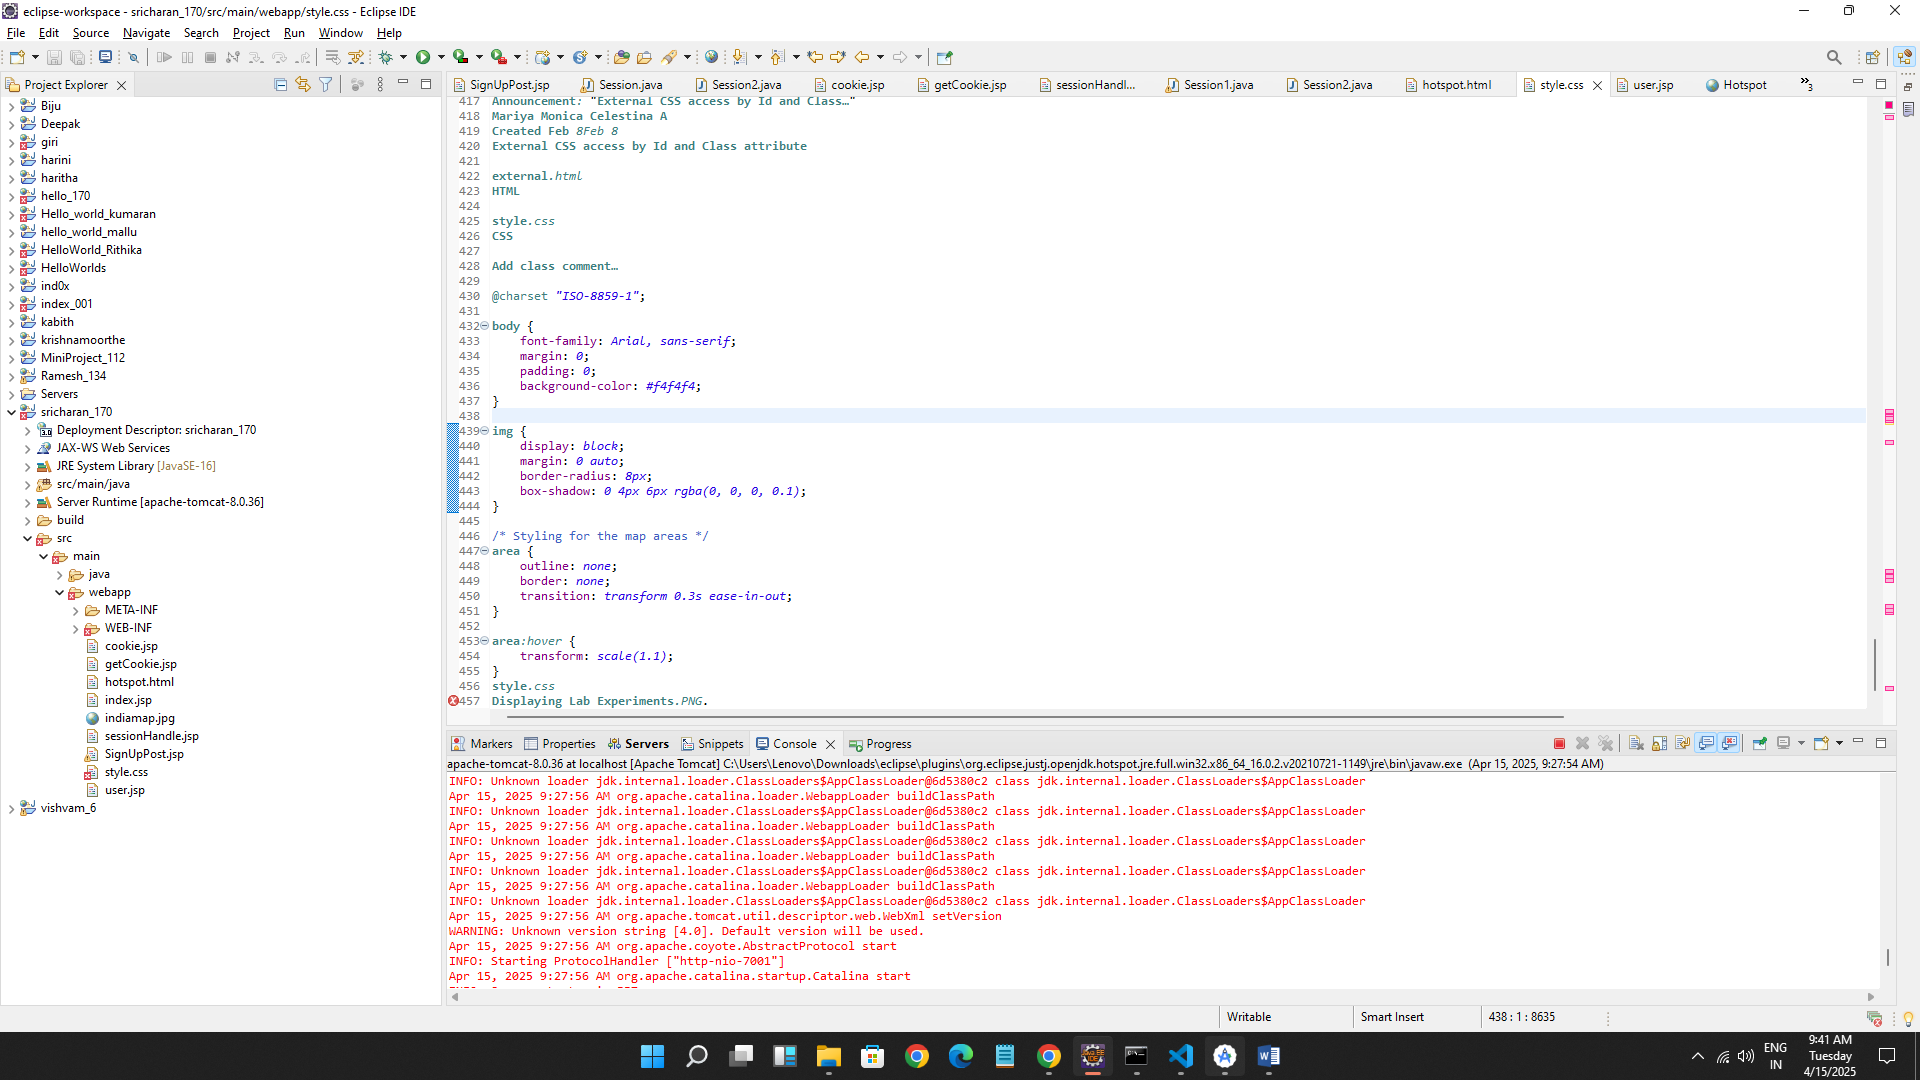 eclipse-workspace - sricharan_170/src/main/webapp/style.css - Eclipse IDE
File Edit Source Navigate Search Project Run Window Help
Project Explorer
SignUpPost.jsp Session.java Session2.java cookie.jsp getCookie.jsp sessionHandl... Session1.java Session2.java hotspot.html style.css user.jsp Hotspot 3
Biju
Deepak
giri
harini
haritha
hello_170
Hello_world_kumaran
hello_world_mallu
HelloWorld_Rithika
HelloWorlds
ind0x
index_001
kabith
krishnamoorthe
MiniProject_112
Ramesh_134
Servers
sricharan_170
Deployment Descriptor: sricharan_170
JAX-WS Web Services
JRE System Library [JavaSE-16]
src/main/java
Server Runtime [apache-tomcat-8.0.36]
build
src
main
java
webapp
META-INF
WEB-INF
cookie.jsp
getCookie.jsp
hotspot.html
index.jsp
indiamap.jpg
sessionHandle.jsp
SignUpPost.jsp
style.css
user.jsp
vishvam_6
417 Announcement: "External CSS access by Id and Class…"
418 Mariya Monica Celestina A
419 Created Feb 8Feb 8
420 External CSS access by Id and Class attribute
421
422 external.html
423 HTML
424
425 style.css
426 CSS
427
428 Add class comment…
429
430 @charset "ISO-8859-1";
431
432 body {
433 font-family: Arial, sans-serif;
434 margin: 0;
435 padding: 0;
436 background-color: #f4f4f4;
437 }
438
439 img {
440 display: block;
441 margin: 0 auto;
442 border-radius: 8px;
443 box-shadow: 0 4px 6px rgba(0, 0, 0, 0.1);
444 }
445
446 /* Styling for the map areas */
447 area {
448 outline: none;
449 border: none;
450 transition: transform 0.3s ease-in-out;
451 }
452
453 area:hover {
454 transform: scale(1.1);
455 }
456 style.css
457 Displaying Lab Experiments.PNG.
Markers Properties Servers Snippets Console Progress
apache-tomcat-8.0.36 at localhost [Apache Tomcat] C:\Users\Lenovo\Downloads\eclipse\plugins\org.eclipse.justj.openjdk.hotspot.jre.full.win32.x86_64_16.0.2.v20210721-1149\jre\bin\javaw.exe (Apr 15, 2025, 9:27:54 AM)
INFO: Unknown loader jdk.internal.loader.ClassLoaders$AppClassLoader@6d5380c2 class jdk.internal.loader.ClassLoaders$AppClassLoader
Apr 15, 2025 9:27:56 AM org.apache.catalina.loader.WebappLoader buildClassPath
INFO: Unknown loader jdk.internal.loader.ClassLoaders$AppClassLoader@6d5380c2 class jdk.internal.loader.ClassLoaders$AppClassLoader
Apr 15, 2025 9:27:56 AM org.apache.catalina.loader.WebappLoader buildClassPath
INFO: Unknown loader jdk.internal.loader.ClassLoaders$AppClassLoader@6d5380c2 class jdk.internal.loader.ClassLoaders$AppClassLoader
Apr 15, 2025 9:27:56 AM org.apache.catalina.loader.WebappLoader buildClassPath
INFO: Unknown loader jdk.internal.loader.ClassLoaders$AppClassLoader@6d5380c2 class jdk.internal.loader.ClassLoaders$AppClassLoader
Apr 15, 2025 9:27:56 AM org.apache.catalina.loader.WebappLoader buildClassPath
INFO: Unknown loader jdk.internal.loader.ClassLoaders$AppClassLoader@6d5380c2 class jdk.internal.loader.ClassLoaders$AppClassLoader
Apr 15, 2025 9:27:56 AM org.apache.tomcat.util.descriptor.web.WebXml setVersion
WARNING: Unknown version string [4.0]. Default version will be used.
Apr 15, 2025 9:27:56 AM org.apache.coyote.AbstractProtocol start
INFO: Starting ProtocolHandler ["http-nio-7001"]
Apr 15, 2025 9:27:56 AM org.apache.catalina.startup.Catalina start
Writable Smart Insert 438 : 1 : 8635
ENG
IN
9:41 AM
Tuesday
4/15/2025